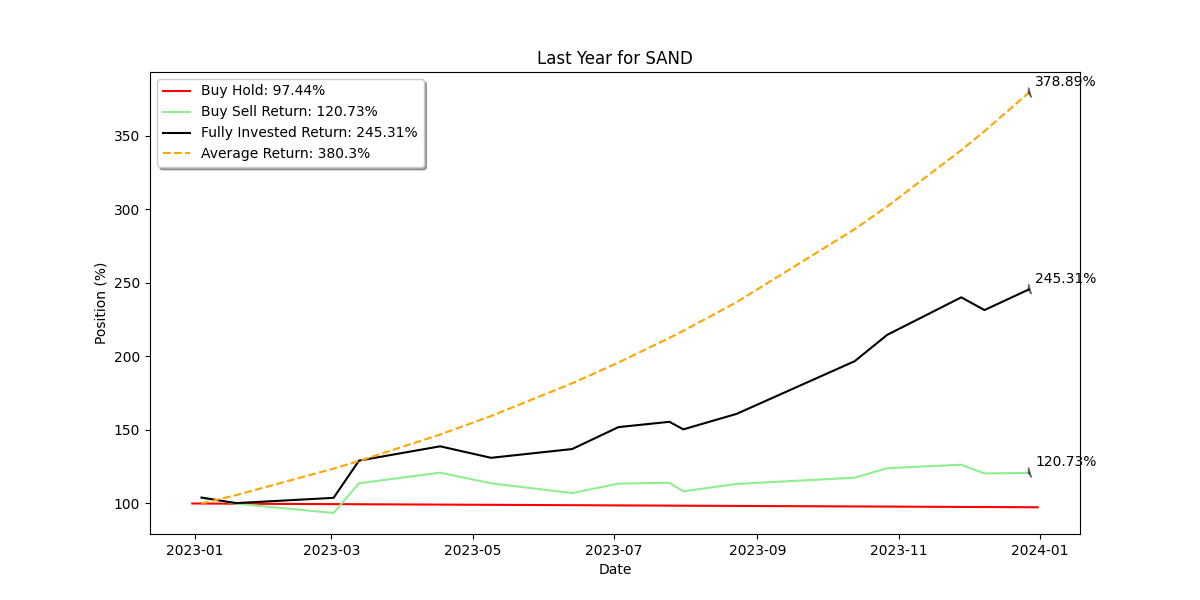 Last Year for SAND
Buy Hold: 97.44%
Buy Sell Return: 120.73%
Fully Invested Return: 245.31%
Average Return: 380.3%
378.89%
245.31%
120.73%
Position (%)
350
300
250
200
150
100
2023-01
2023-03
2023-05
2023-07
2023-09
2023-11
2024-01
Date